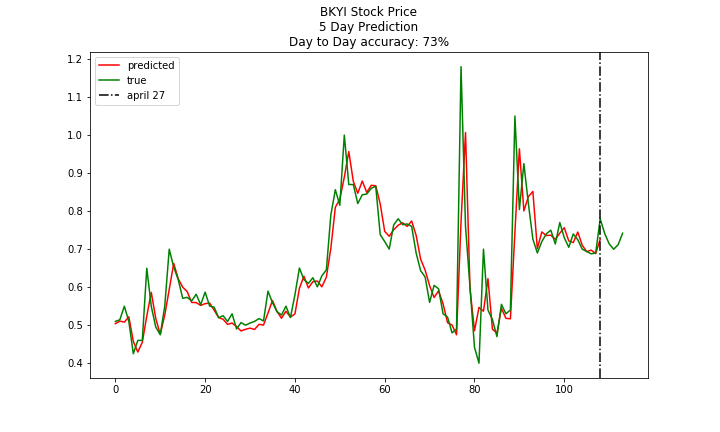 BKYI Stock Price
5 Day Prediction
Day to Day accuracy: 73%
predicted
true
april 27
1.2
1.1
1.0
0.9
0.8
0.7
0.6
0.5
0.4
0
20
40
60
80
100